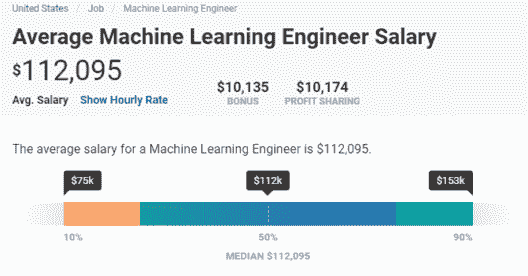 United States / Job / Machine Learning Engineer
Average Machine Learning Engineer Salary
$112,095
$10,135 $10,174
Avg. Salary Show Hourly Rate BONUS PROFIT SHARING
The average salary for a Machine Learning Engineer is $112,095.
$75k $112k $153k
10% 50% 90%
MEDIAN $112,095